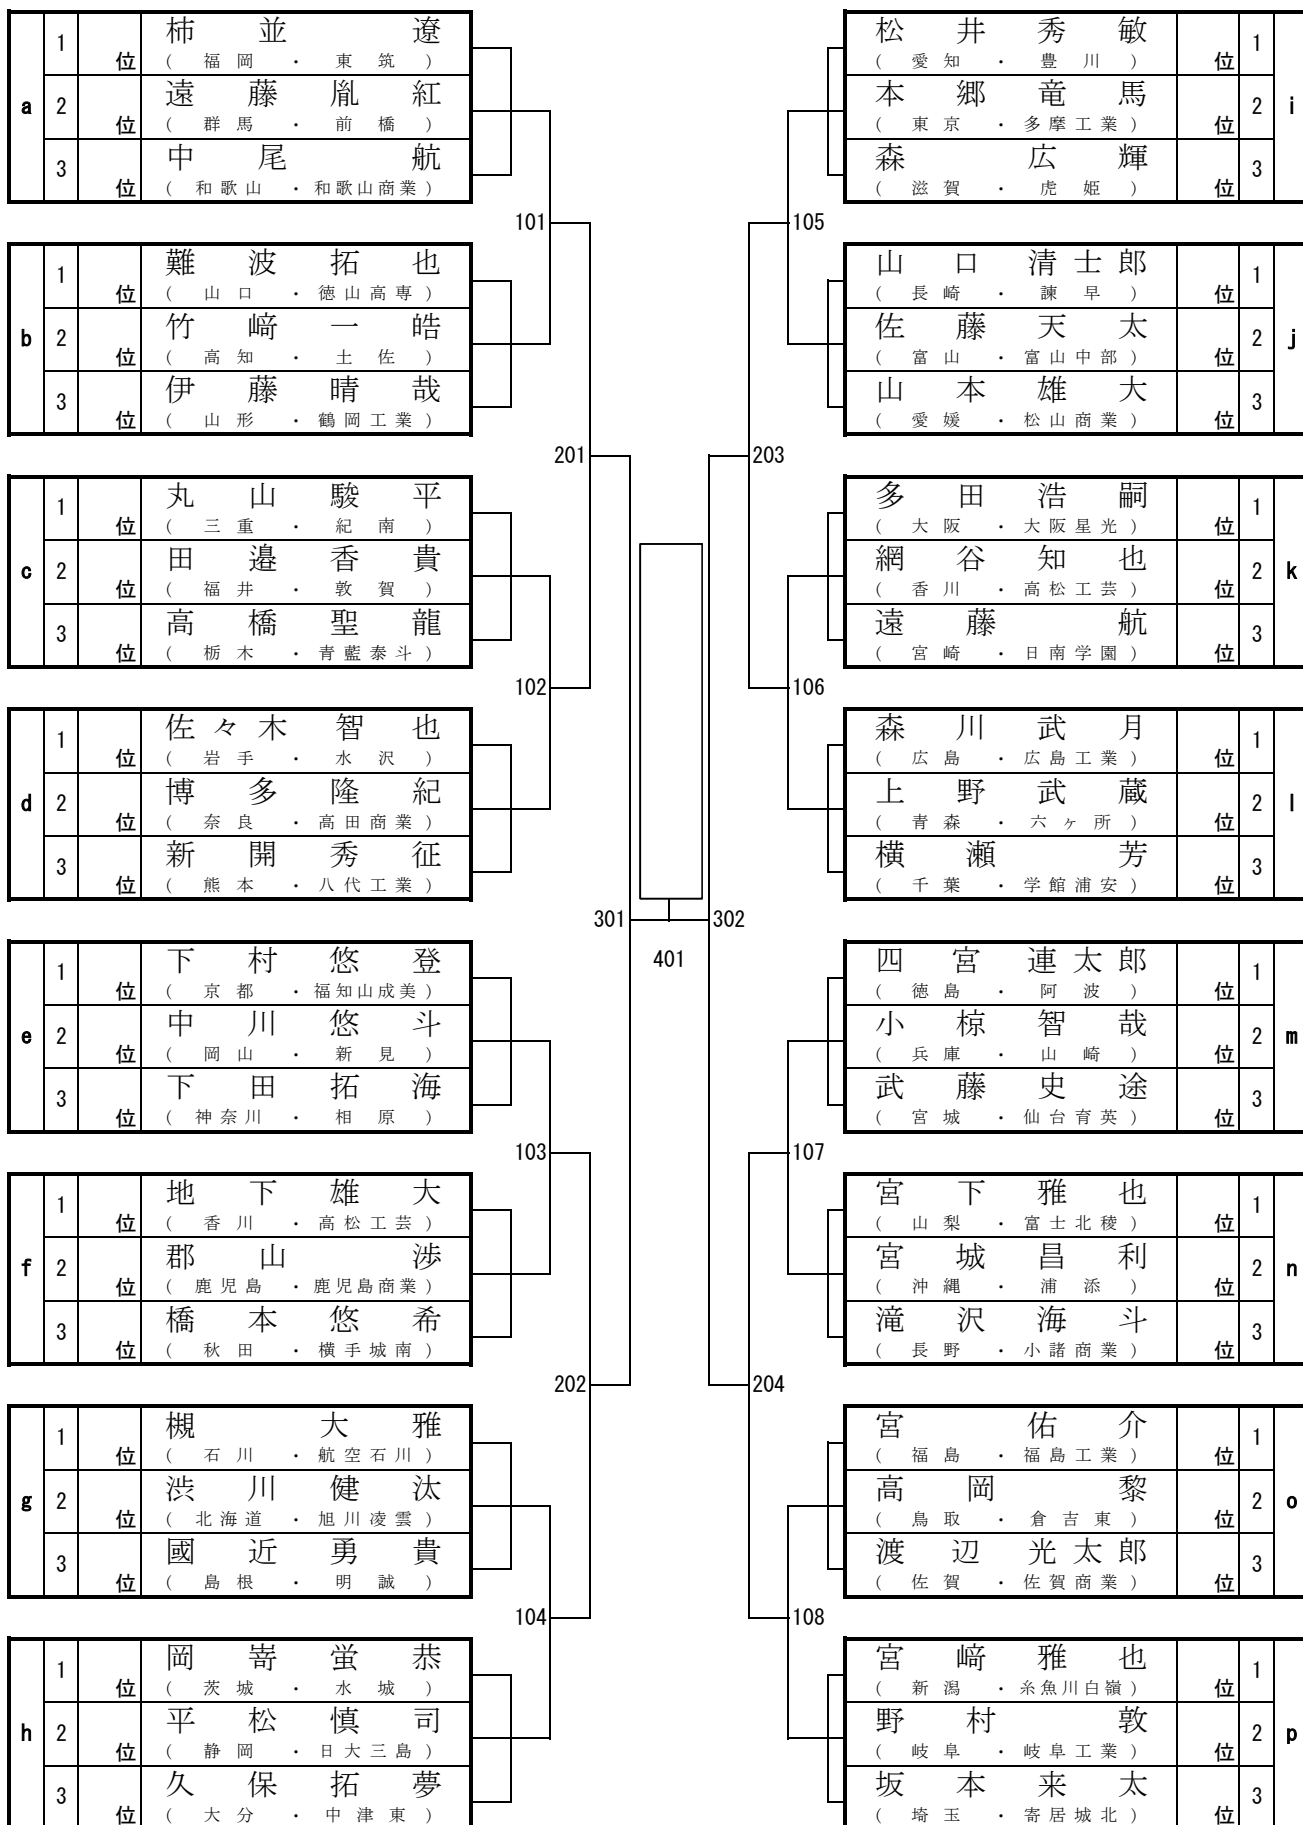 a
1 位 柿並 遼
(福岡・東筑)
2 位 遠藤胤紅
(群馬・前橋)
3 位 中尾 航
(和歌山・和歌山商業)
101
b
1 位 難波拓也
(山口・徳山高専)
2 位 竹﨑一皓
(高知・土佐)
3 位 伊藤晴哉
(山形・鶴岡工業)
201
c
1 位 丸山駿平
(三重・紀南)
2 位 田邉香貴
(福井・敦賀)
3 位 高橋聖龍
(栃木・青藍泰斗)
102
d
1 位 佐々木智也
(岩手・水沢)
2 位 博多隆紀
(奈良・高田商業)
3 位 新開秀征
(熊本・八代工業)
301
e
1 位 下村悠登
(京都・福知山成美)
2 位 中川悠斗
(岡山・新見)
3 位 下田拓海
(神奈川・相原)
103
f
1 位 地下雄大
(香川・高松工芸)
2 位 郡山 渉
(鹿児島・鹿児島商業)
3 位 橋本悠希
(秋田・横手城南)
202
g
1 位 槻 大雅
(石川・航空石川)
2 位 渋川健汰
(北海道・旭川凌雲)
3 位 國近勇貴
(島根・明誠)
104
h
1 位 岡嵜蛍恭
(茨城・水城)
2 位 平松慎司
(静岡・日大三島)
3 位 久保拓夢
(大分・中津東)
401
松井秀敏 位 1
(愛知・豊川)
本郷竜馬 位 2
(東京・多摩工業)
森 広輝 位 3
(滋賀・虎姫)
i
105
山口清士郎 位 1
(長崎・諫早)
佐藤天太 位 2
(富山・富山中部)
山本雄大 位 3
(愛媛・松山商業)
j
203
多田浩嗣 位 1
(大阪・大阪星光)
網谷知也 位 2
(香川・高松工芸)
遠藤 航 位 3
(宮崎・日南学園)
k
106
森川武月 位 1
(広島・広島工業)
上野武蔵 位 2
(青森・六ヶ所)
横瀬 芳 位 3
(千葉・学館浦安)
l
302
四宮連太郎 位 1
(徳島・阿波)
小椋智哉 位 2
(兵庫・山崎)
武藤史途 位 3
(宮城・仙台育英)
m
107
宮下雅也 位 1
(山梨・富士北稜)
宮城昌利 位 2
(沖縄・浦添)
滝沢海斗 位 3
(長野・小諸商業)
n
204
宮 佑介 位 1
(福島・福島工業)
高岡 黎 位 2
(鳥取・倉吉東)
渡辺光太郎 位 3
(佐賀・佐賀商業)
o
108
宮﨑雅也 位 1
(新潟・糸魚川白嶺)
野村 敦 位 2
(岐阜・岐阜工業)
坂本来太 位 3
(埼玉・寄居城北)
p